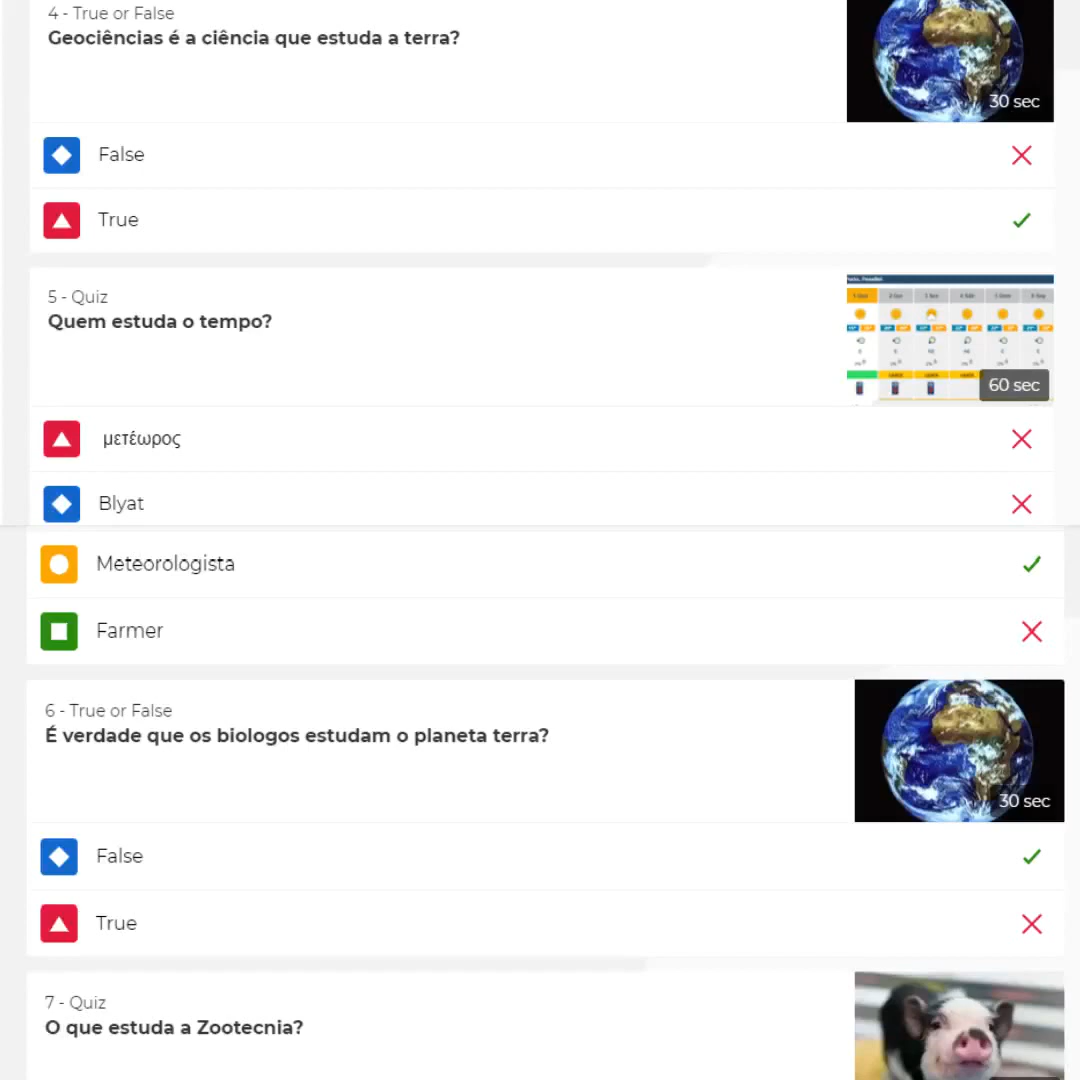 4 - True or False
Geociências é a ciência que estuda a terra?
30 sec
False
True
5 - Quiz
Quem estuda o tempo?
60 sec
μετέωρος
Blyat
Meteorologista
Farmer
6 - True or False
É verdade que os biologos estudam o planeta terra?
30 sec
False
True
7 - Quiz
O que estuda a Zootecnia?